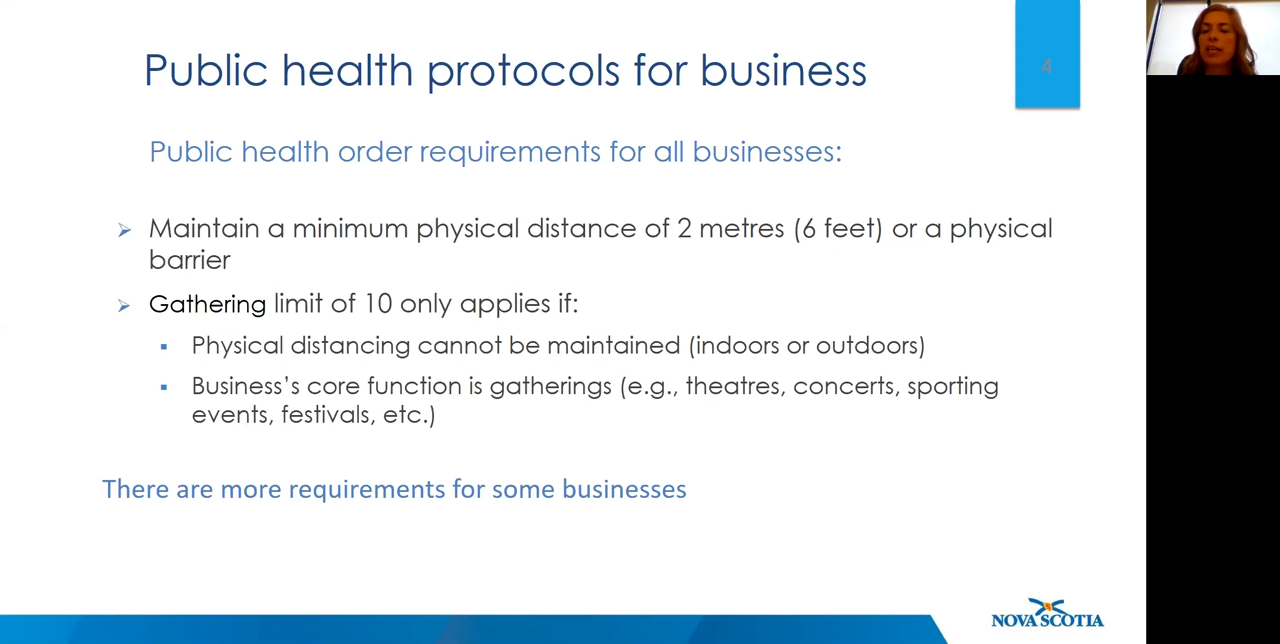 Public health protocols for business
4
Public health order requirements for all businesses:
➢ Maintain a minimum physical distance of 2 metres (6 feet) or a physical
barrier
➢ Gathering limit of 10 only applies if:
▪ Physical distancing cannot be maintained (indoors or outdoors)
▪ Business's core function is gatherings (e.g., theatres, concerts, sporting
events, festivals, etc.)
There are more requirements for some businesses
NOVA SCOTIA